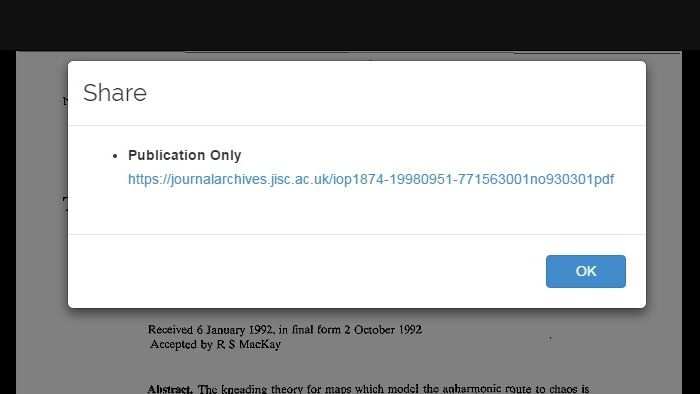 Share
Publication Only
https://journalarchives.jisc.ac.uk/iop1874-19980951-771563001no930301pdf
OK
Received 6 January 1992, in final form 2 October 1992
Accepted by R S MacKay
Abstract. The kneading theory for maps which model the anharmonic route to chaos is